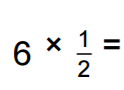 6 × 1/2 =